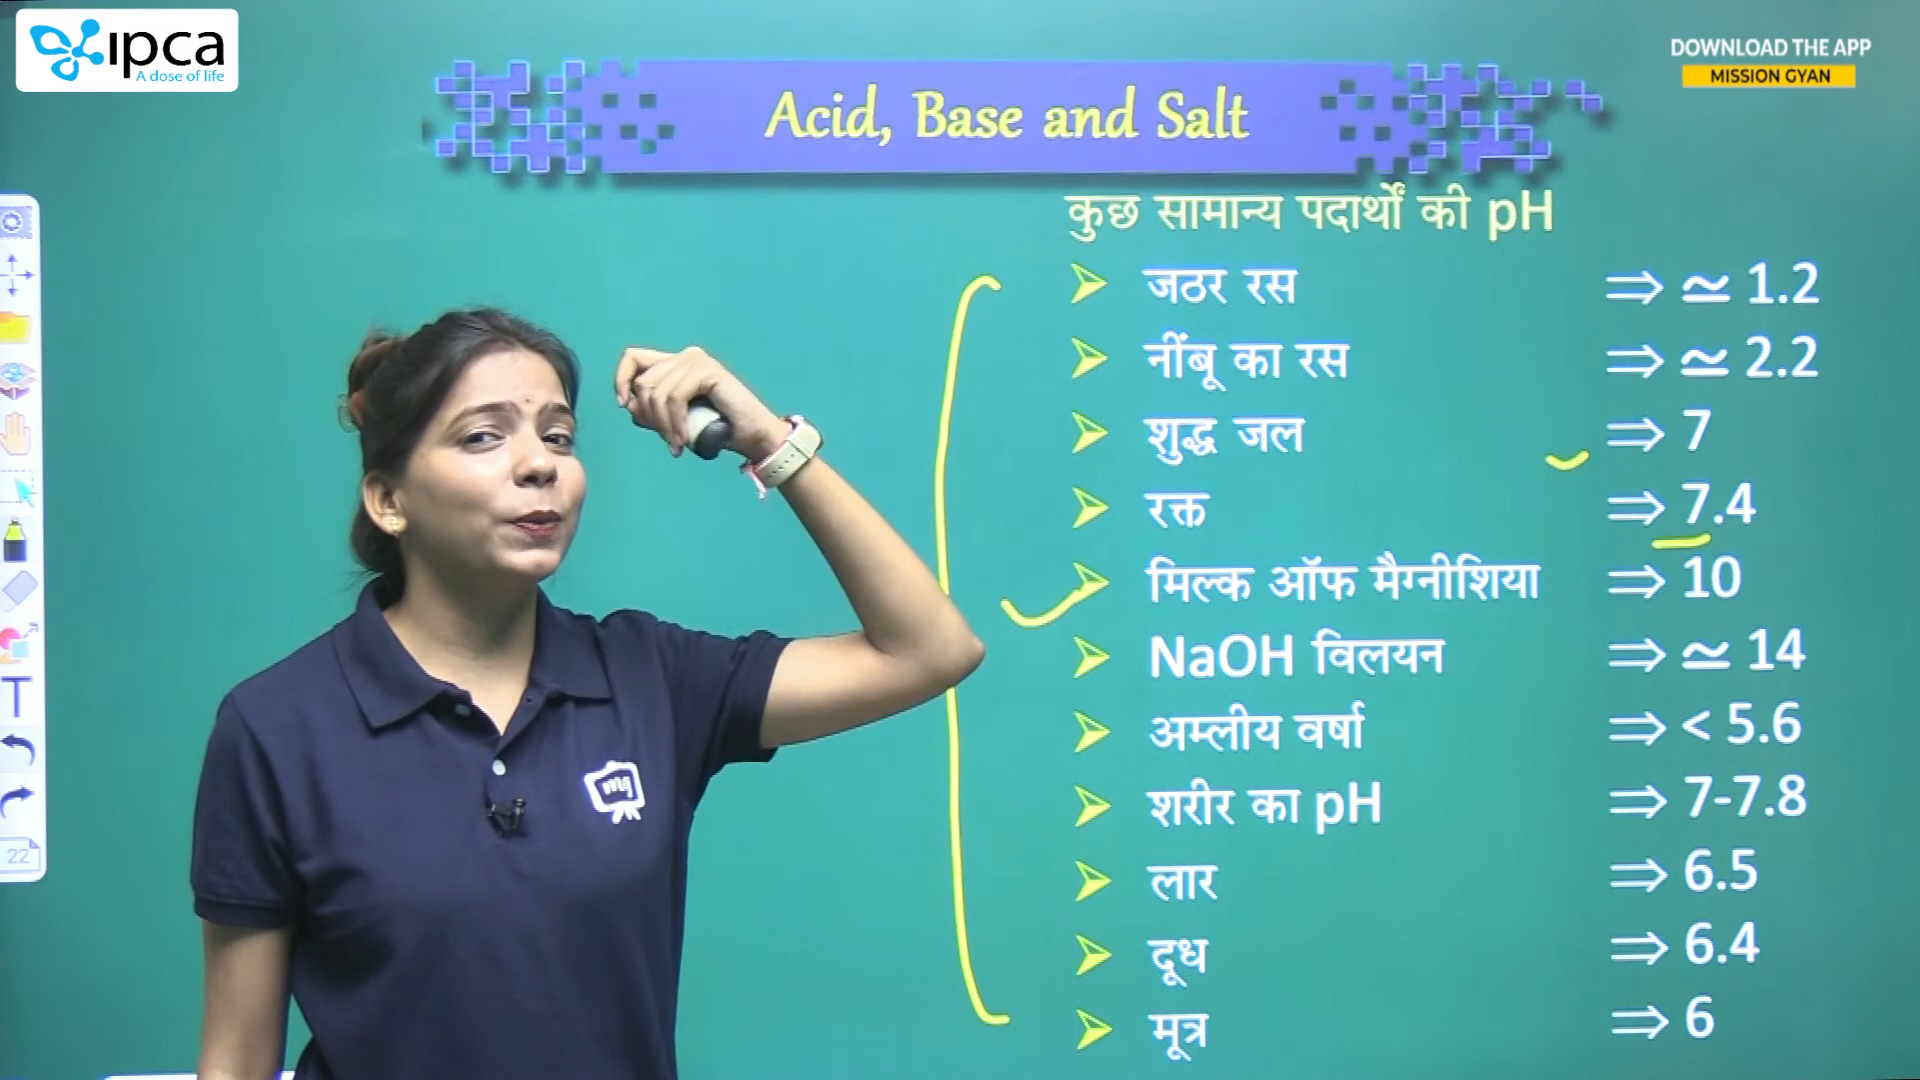 ipca
A dose of life
DOWNLOAD THE APP
MISSION GYAN
Acid, Base and Salt
कुछ सामान्य पदार्थों की pH
➢ जठर रस ⇒ ≃ 1.2
➢ नींबू का रस ⇒ ≃ 2.2
➢ शुद्ध जल ⇒ 7
➢ रक्त ⇒ 7.4
➢ मिल्क ऑफ मैग्नीशिया ⇒ 10
➢ NaOH विलयन ⇒ ≃ 14
➢ अम्लीय वर्षा ⇒ < 5.6
➢ शरीर का pH ⇒ 7-7.8
➢ लार ⇒ 6.5
➢ दूध ⇒ 6.4
➢ मूत्र ⇒ 6
T
22
mg